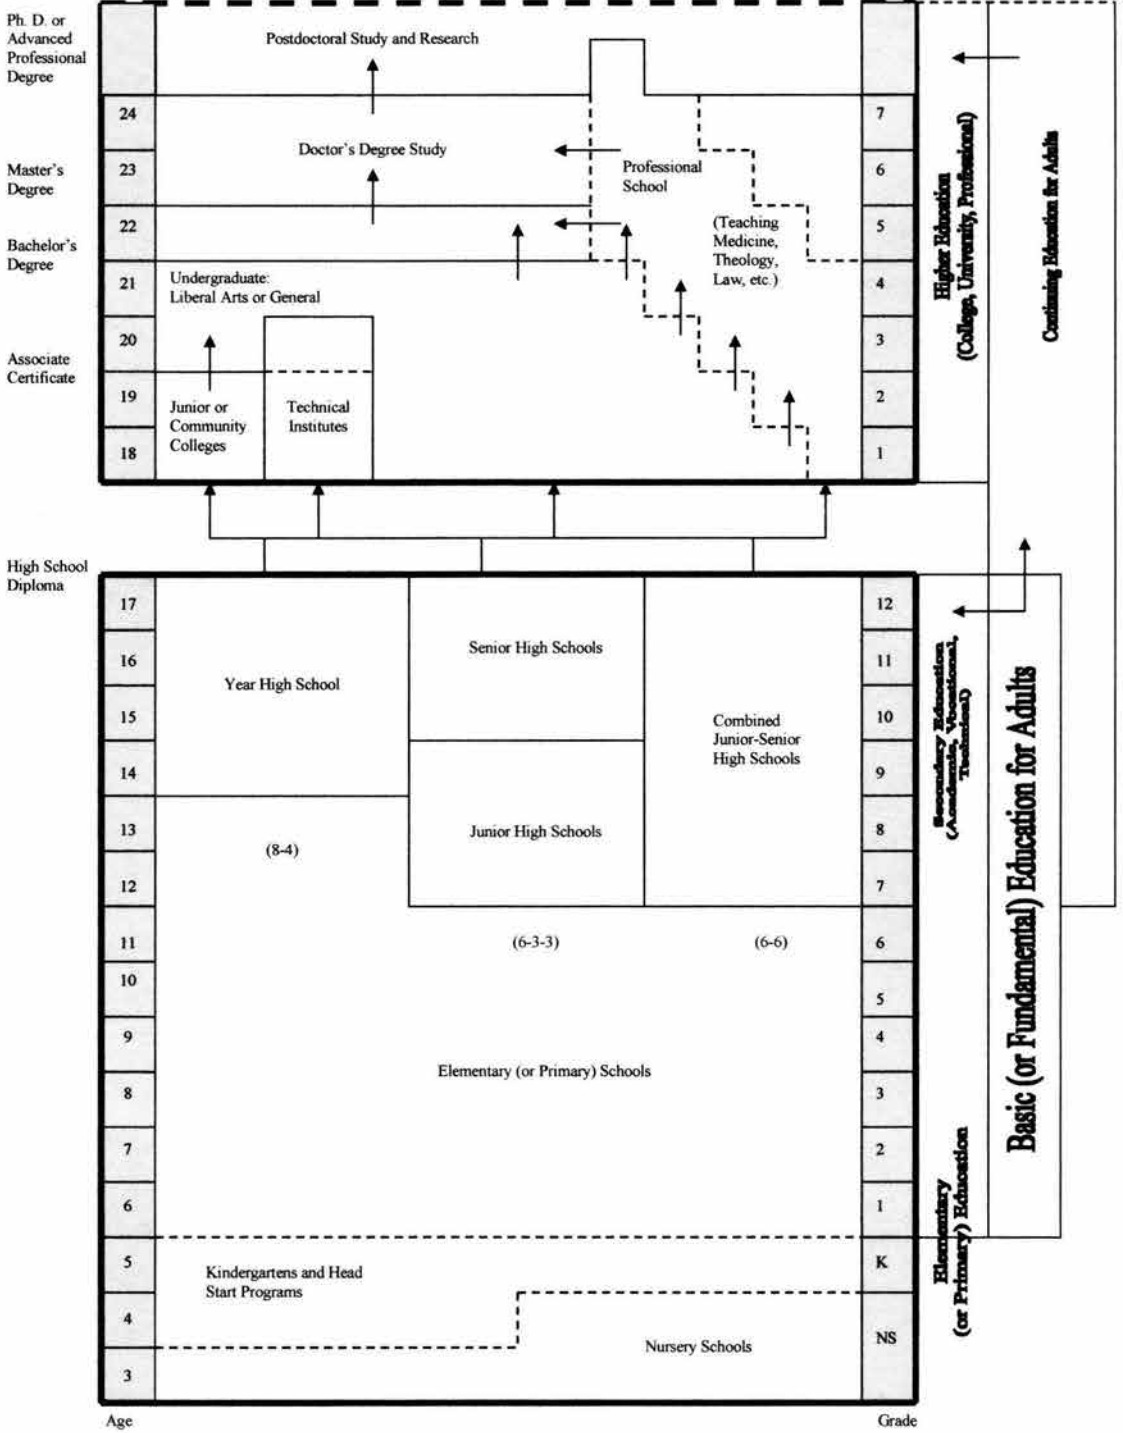 Ph. D. or
Advanced
Professional
Degree
Postdoctoral Study and Research
24
7
Doctor's Degree Study
Master's
Degree
23
6
Professional
School
Bachelor's
Degree
22
5
(Teaching
Medicine,
Theology,
Law, etc.)
21
4
Undergraduate:
Liberal Arts or General
20
3
Associate
Certificate
19
2
Junior or
Community
Colleges
Technical
Institutes
18
1
Higher Education
(College, University, Professional)
Continuing Education for Adults
High School
Diploma
17
12
Senior High Schools
16
11
Year High School
15
10
Combined
Junior-Senior
High Schools
14
9
13
8
Junior High Schools
(8-4)
12
7
Secondary Education
(Academic, Vocational,
Technical)
Basic (or Fundamental) Education for Adults
11
(6-3-3)
(6-6)
6
10
5
9
4
Elementary (or Primary) Schools
8
3
7
2
6
1
Elementary
(or Primary) Education
5
K
Kindergartens and Head
Start Programs
4
Nursery Schools
NS
3
Age
Grade